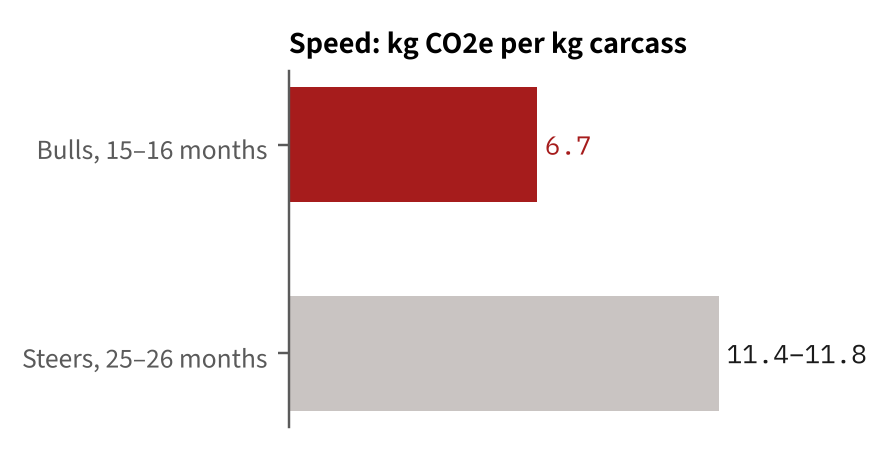 Speed: kg CO2e per kg carcass
Bulls, 15–16 months
6.7
Steers, 25–26 months
11.4–11.8